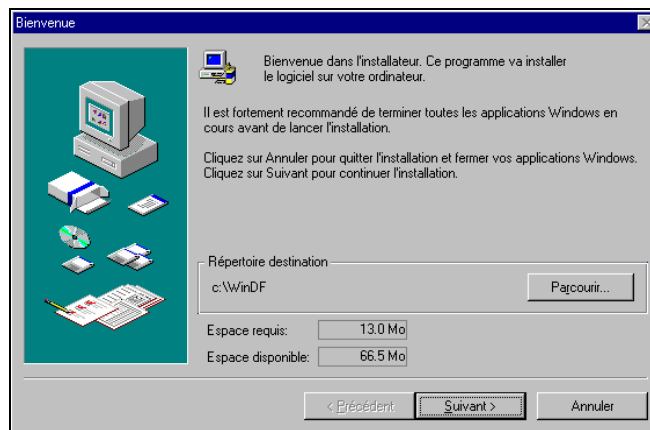 Bienvenue
Bienvenue dans l'installateur. Ce programme va installer
le logiciel sur votre ordinateur.
Il est fortement recommandé de terminer toutes les applications Windows en
cours avant de lancer l'installation.
Cliquez sur Annuler pour quitter l'installation et fermer vos applications Windows.
Cliquez sur Suivant pour continuer l'installation.
Répertoire destination
c:\WinDF
Parcourir...
Espace requis: 13.0 Mo
Espace disponible: 66.5 Mo
< Précédent Suivant > Annuler